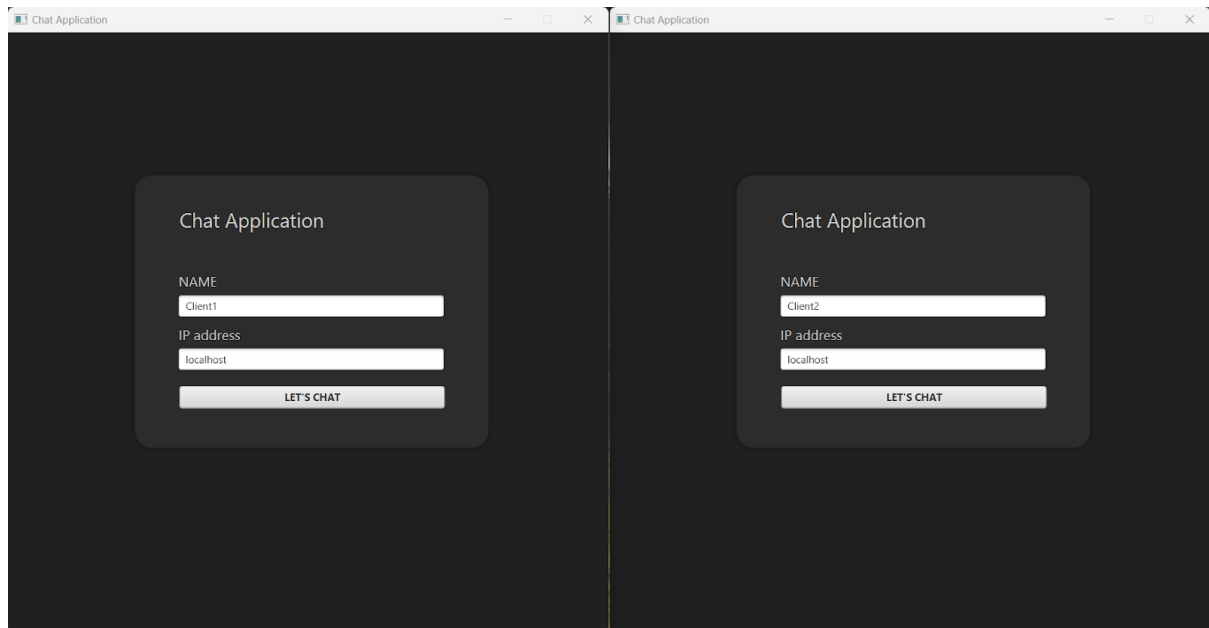 Chat Application
Chat Application
NAME
Client1
IP address
localhost
LET'S CHAT
Chat Application
Chat Application
NAME
Client2
IP address
localhost
LET'S CHAT